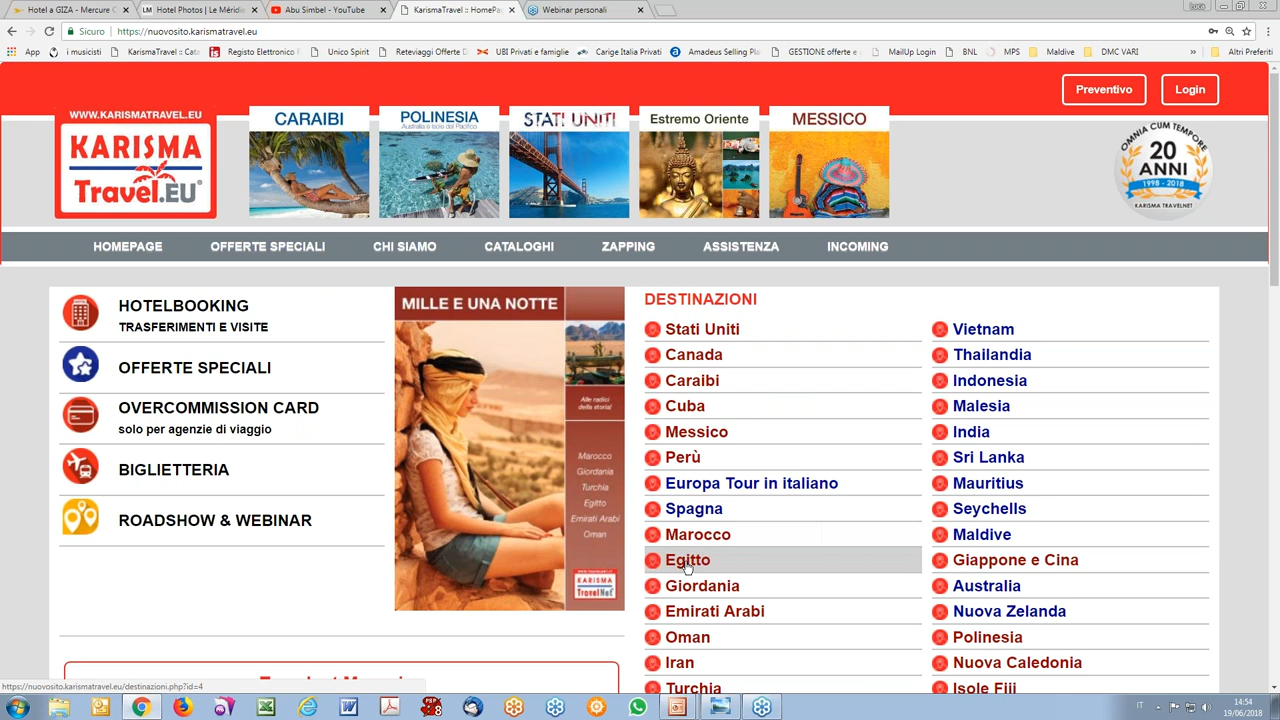 Hotel a GIZA - Mercure C
Hotel Photos | Le Méridie
Abu Simbel - YouTube
KarismaTravel :: HomePa
Webinar personali
Luca
Sicuro
https://nuovosito.karismatravel.eu
App
i musicisti
KarismaTravel :: Cata
Registo Elettronico F
Unico Spirit
Reteviaggi Offerte D
UBI Privati e famiglie
Carige Italia Privati
Amadeus Selling Pla
GESTIONE offerte e
MailUp Login
BNL
MPS
Maldive
DMC VARI
»
Altri Preferiti
Preventivo
Login
WWW.KARISMATRAVEL.EU
KARISMA
Travel.EU®
CARAIBI
POLINESIA
Australia e isole del Pacifico
STATI UNITI
Estremo Oriente
MESSICO
OMNIA CUM TEMPORE
20
ANNI
1998 - 2018
KARISMA TRAVELNET
HOMEPAGE
OFFERTE SPECIALI
CHI SIAMO
CATALOGHI
ZAPPING
ASSISTENZA
INCOMING
HOTELBOOKING
TRASFERIMENTI E VISITE
OFFERTE SPECIALI
OVERCOMMISSION CARD
solo per agenzie di viaggio
BIGLIETTERIA
ROADSHOW & WEBINAR
MILLE E UNA NOTTE
Alle radici
della storia!
Marocco
Giordania
Turchia
Egitto
Emirati Arabi
Oman
KARISMA
TravelNet
DESTINAZIONI
Stati Uniti
Canada
Caraibi
Cuba
Messico
Perù
Europa Tour in italiano
Spagna
Marocco
Egitto
Giordania
Emirati Arabi
Oman
Iran
Turchia
Vietnam
Thailandia
Indonesia
Malesia
India
Sri Lanka
Mauritius
Seychells
Maldive
Giappone e Cina
Australia
Nuova Zelanda
Polinesia
Nuova Caledonia
Isole Fiji
https://nuovosito.karismatravel.eu/destinazioni.php?id=4
IT
14:54
19/06/2018